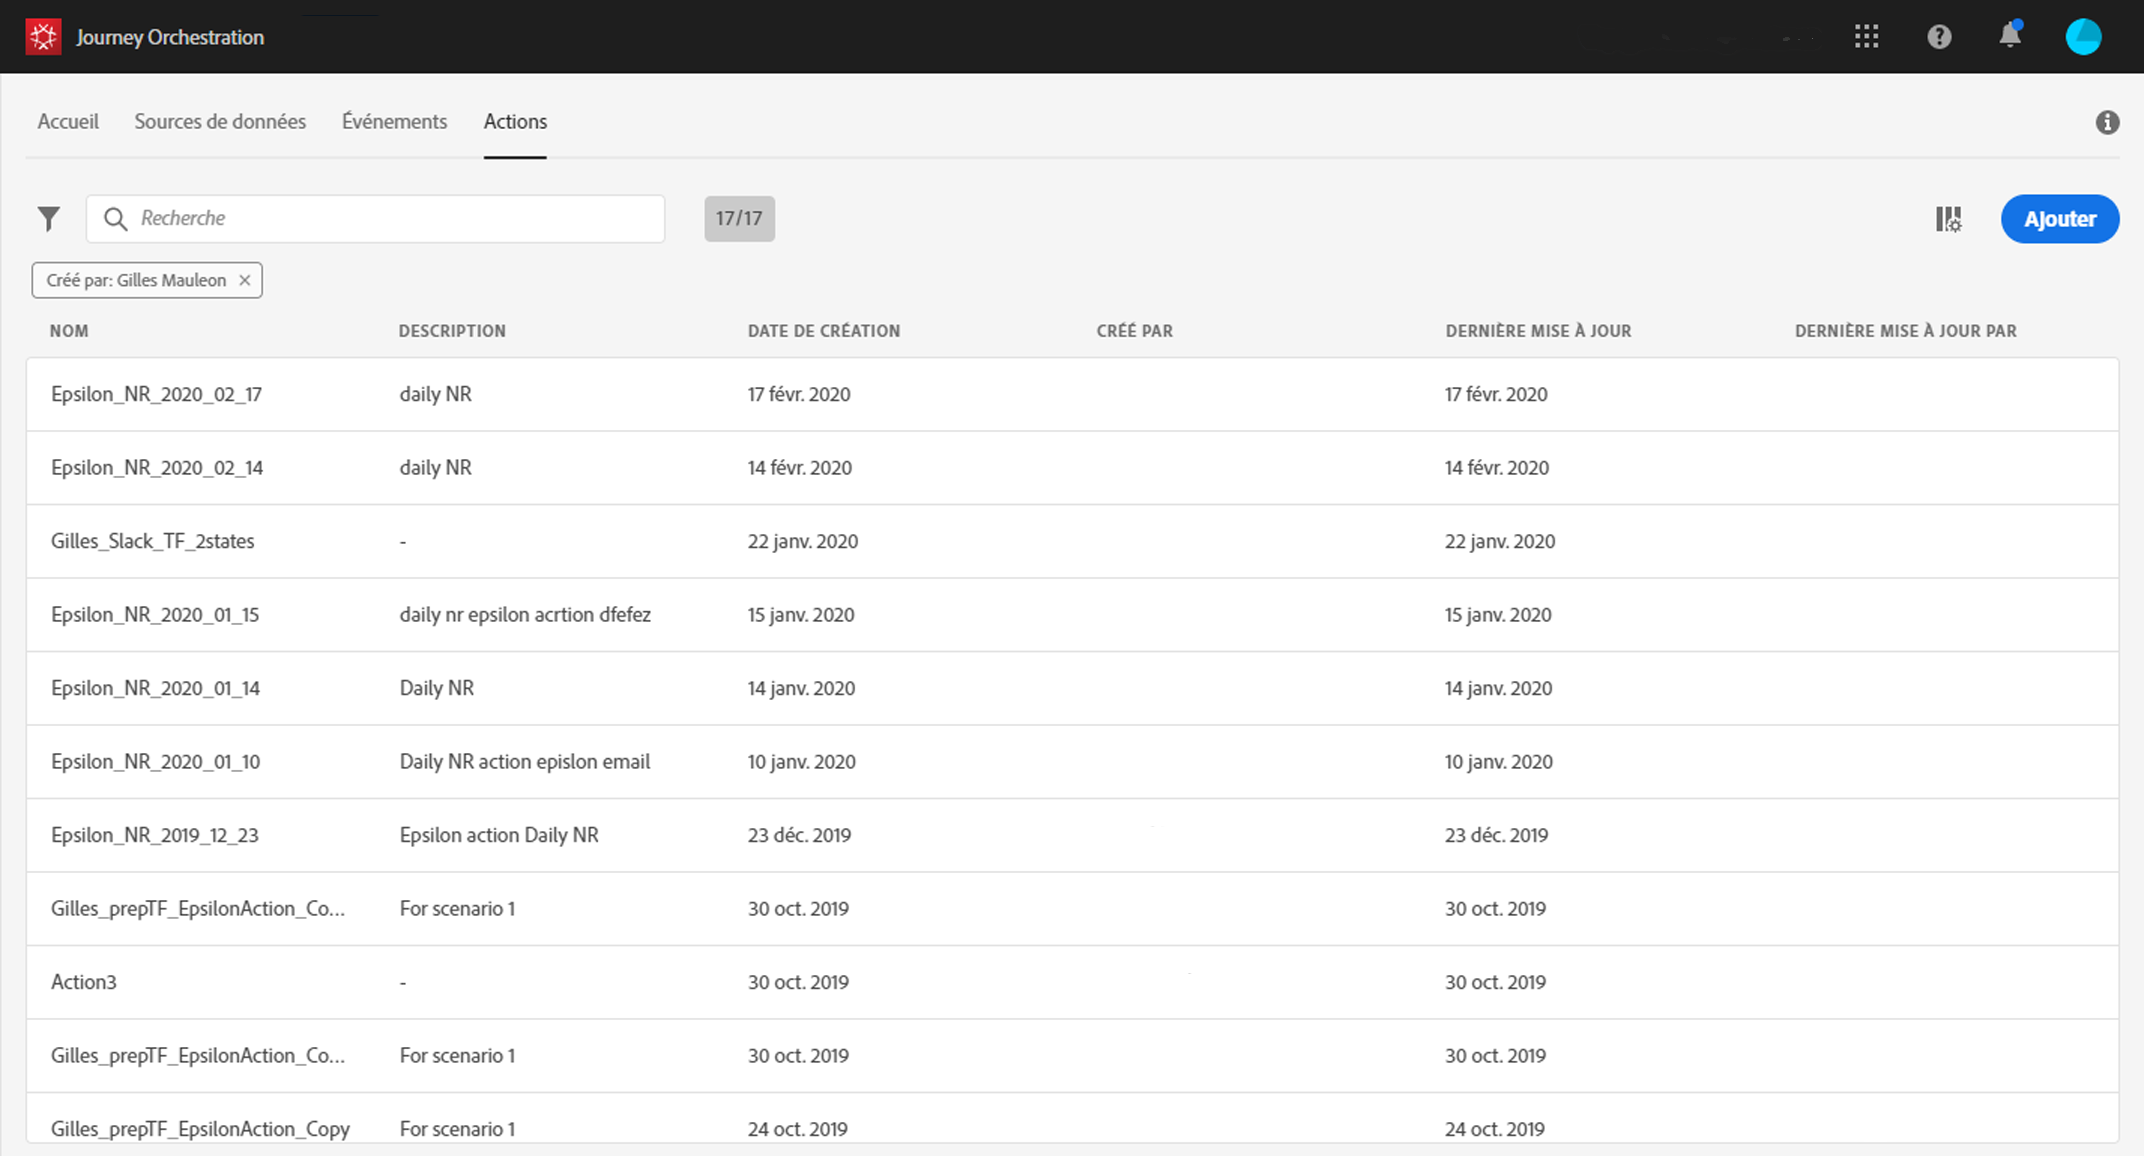 Journey Orchestration
Accueil Sources de données Événements Actions
Recherche 17/17 Ajouter
Créé par: Gilles Mauleon ×
NOM DESCRIPTION DATE DE CRÉATION CRÉÉ PAR DERNIÈRE MISE À JOUR DERNIÈRE MISE À JOUR PAR
Epsilon_NR_2020_02_17 daily NR 17 févr. 2020 17 févr. 2020
Epsilon_NR_2020_02_14 daily NR 14 févr. 2020 14 févr. 2020
Gilles_Slack_TF_2states - 22 janv. 2020 22 janv. 2020
Epsilon_NR_2020_01_15 daily nr epsilon acrtion dfefez 15 janv. 2020 15 janv. 2020
Epsilon_NR_2020_01_14 Daily NR 14 janv. 2020 14 janv. 2020
Epsilon_NR_2020_01_10 Daily NR action epislon email 10 janv. 2020 10 janv. 2020
Epsilon_NR_2019_12_23 Epsilon action Daily NR 23 déc. 2019 23 déc. 2019
Gilles_prepTF_EpsilonAction_Co... For scenario 1 30 oct. 2019 30 oct. 2019
Action3 - 30 oct. 2019 30 oct. 2019
Gilles_prepTF_EpsilonAction_Co... For scenario 1 30 oct. 2019 30 oct. 2019
Gilles_prepTF_EpsilonAction_Copy For scenario 1 24 oct. 2019 24 oct. 2019